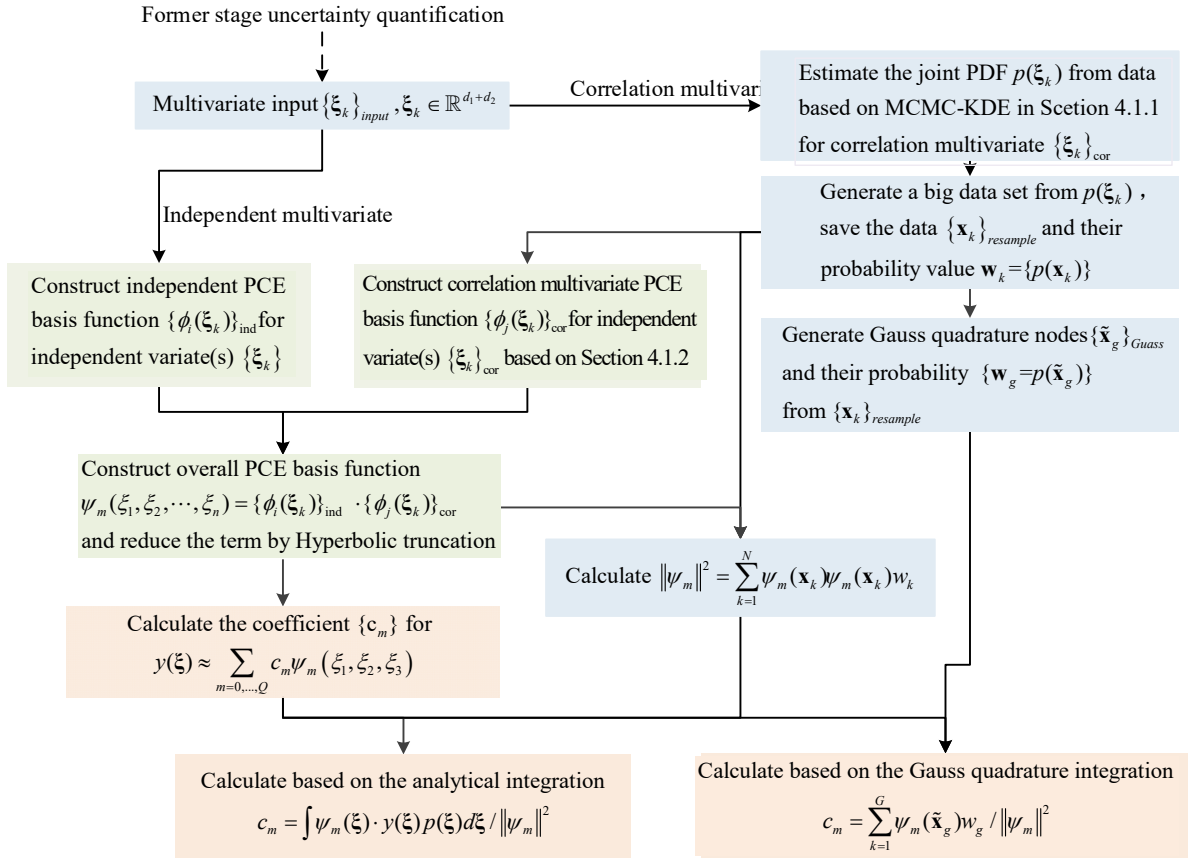 Former stage uncertainty quantification
Multivariate input {ξ_k}_input , ξ_k ∈ ℝ^{d_1+d_2}
Correlation multivari
Estimate the joint PDF p(ξ_k) from data
based on MCMC-KDE in Scetion 4.1.1
for correlation multivariate {ξ_k}_cor
Generate a big data set from p(ξ_k) ,
save the data {x_k}_resample and their
probability value w_k={p(x_k)}
Independent multivariate
Construct independent PCE
basis function {ϕ_i(ξ_k)}_ind for
independent variate(s) {ξ_k}
Construct correlation multivariate PCE
basis function {ϕ_j(ξ_k)}_cor for independent
variate(s) {ξ_k}_cor based on Section 4.1.2
Generate Gauss quadrature nodes{x̃_g}_Guass
and their probability {w_g=p(x̃_g)}
from {x_k}_resample
Construct overall PCE basis function
ψ_m(ξ_1,ξ_2,⋯,ξ_n) = {ϕ_i(ξ_k)}_ind ·{ϕ_j(ξ_k)}_cor
and reduce the term by Hyperbolic truncation
Calculate ‖ψ_m‖^2 = ∑_{k=1}^{N} ψ_m(x_k)ψ_m(x_k)w_k
Calculate the coefficient {c_m} for
y(ξ) ≈ ∑_{m=0,...,Q} c_m ψ_m (ξ_1,ξ_2,ξ_3)
Calculate based on the analytical integration
c_m = ∫ψ_m(ξ)·y(ξ)p(ξ)dξ / ‖ψ_m‖^2
Calculate based on the Gauss quadrature integration
c_m = ∑_{k=1}^{G} ψ_m(x̃_g)w_g / ‖ψ_m‖^2